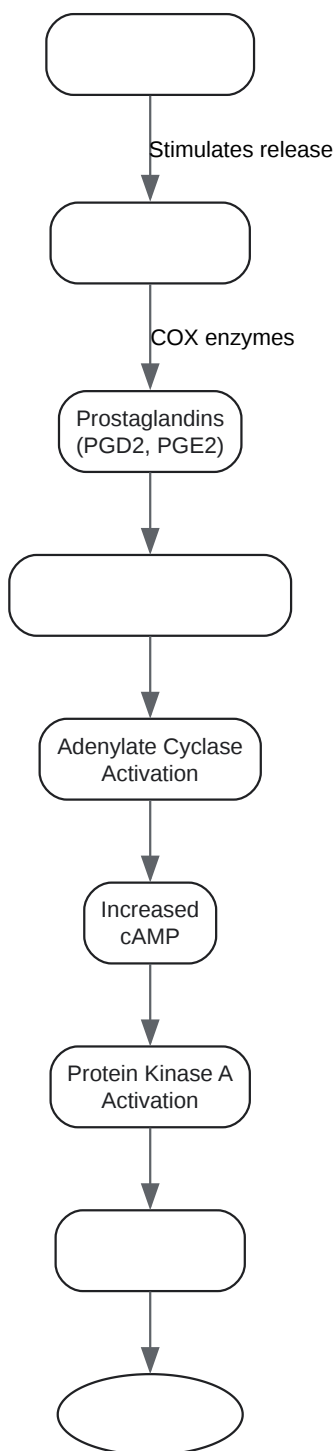 Stimulates release
COX enzymes
Prostaglandins
(PGD2, PGE2)
Adenylate Cyclase
Activation
Increased
cAMP
Protein Kinase A
Activation